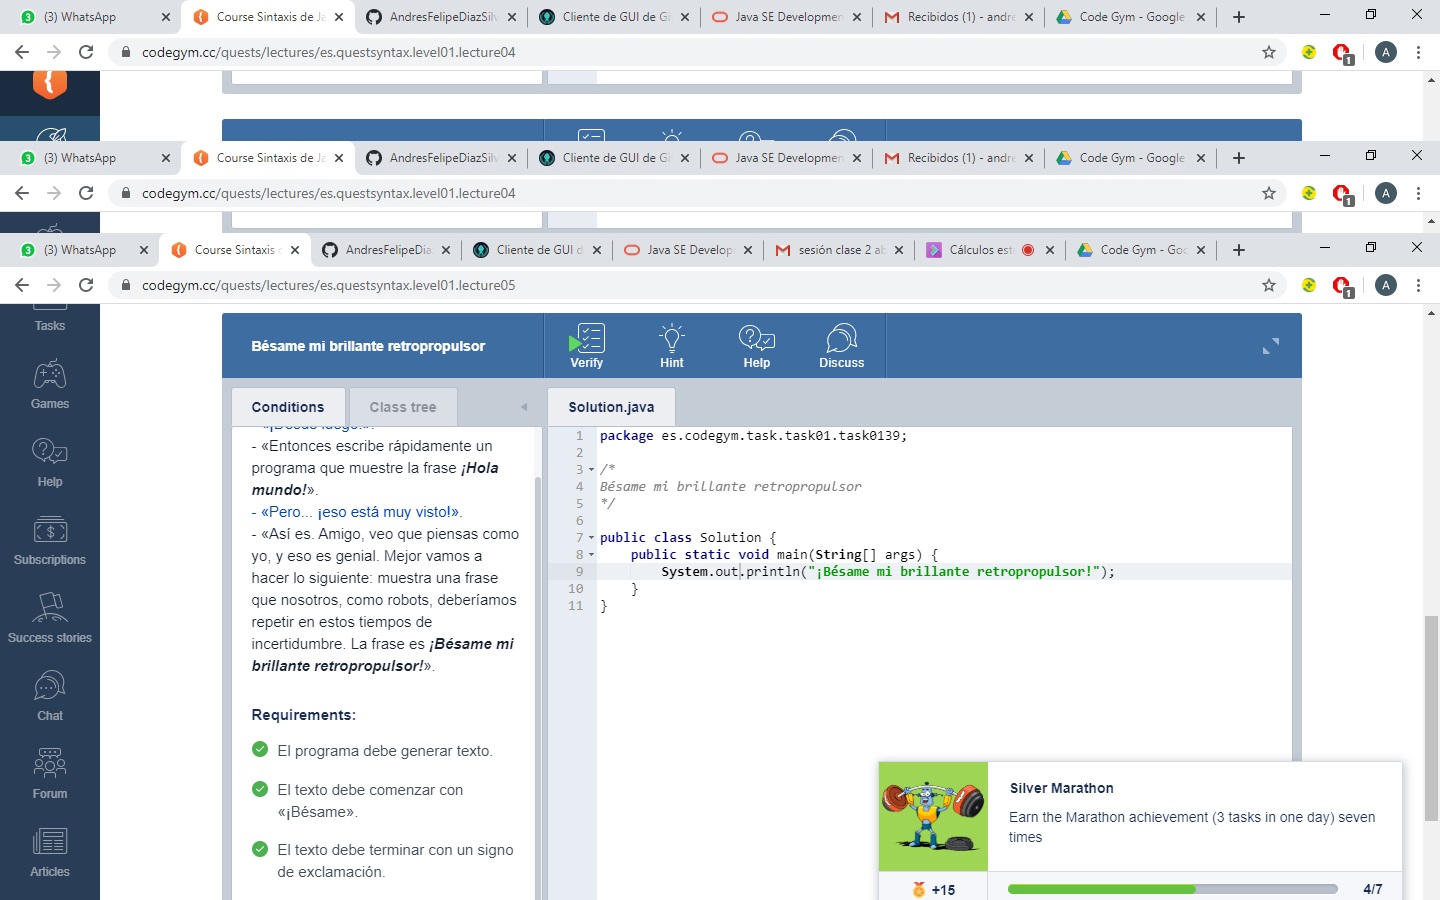 (3) WhatsApp
Course Sintaxis de Ja
AndresFelipeDiazSilv
Cliente de GUI de Gi
Java SE Developmen
Recibidos (1) - andre
Code Gym - Google
codegym.cc/quests/lectures/es.questsyntax.level01.lecture04
1
A
(3) WhatsApp
Course Sintaxis de Ja
AndresFelipeDiazSilv
Cliente de GUI de Gi
Java SE Developmen
Recibidos (1) - andre
Code Gym - Google
codegym.cc/quests/lectures/es.questsyntax.level01.lecture04
1
A
(3) WhatsApp
Course Sintaxis d
AndresFelipeDia
Cliente de GUI d
Java SE Develop
sesión clase 2 ab
Cálculos est
Code Gym - Goo
codegym.cc/quests/lectures/es.questsyntax.level01.lecture05
1
A
Tasks
Games
Help
Subscriptions
Success stories
Chat
Forum
Articles
Bésame mi brillante retropropulsor
Verify
Hint
Help
Discuss
Conditions
Class tree
- «¡Desde luego!».
- «Entonces escribe rápidamente un
programa que muestre la frase ¡Hola
mundo!».
- «Pero... ¡eso está muy visto!».
- «Así es. Amigo, veo que piensas como
yo, y eso es genial. Mejor vamos a
hacer lo siguiente: muestra una frase
que nosotros, como robots, deberíamos
repetir en estos tiempos de
incertidumbre. La frase es ¡Bésame mi
brillante retropropulsor!».
Requirements:
El programa debe generar texto.
El texto debe comenzar con
«¡Bésame».
El texto debe terminar con un signo
de exclamación.
Solution.java
1 package es.codegym.task.task01.task0139;
2
3 /*
4 Bésame mi brillante retropropulsor
5 */
6
7 public class Solution {
8 public static void main(String[] args) {
9 System.out.println("¡Bésame mi brillante retropropulsor!");
10 }
11 }
Silver Marathon
Earn the Marathon achievement (3 tasks in one day) seven
times
+15
4/7